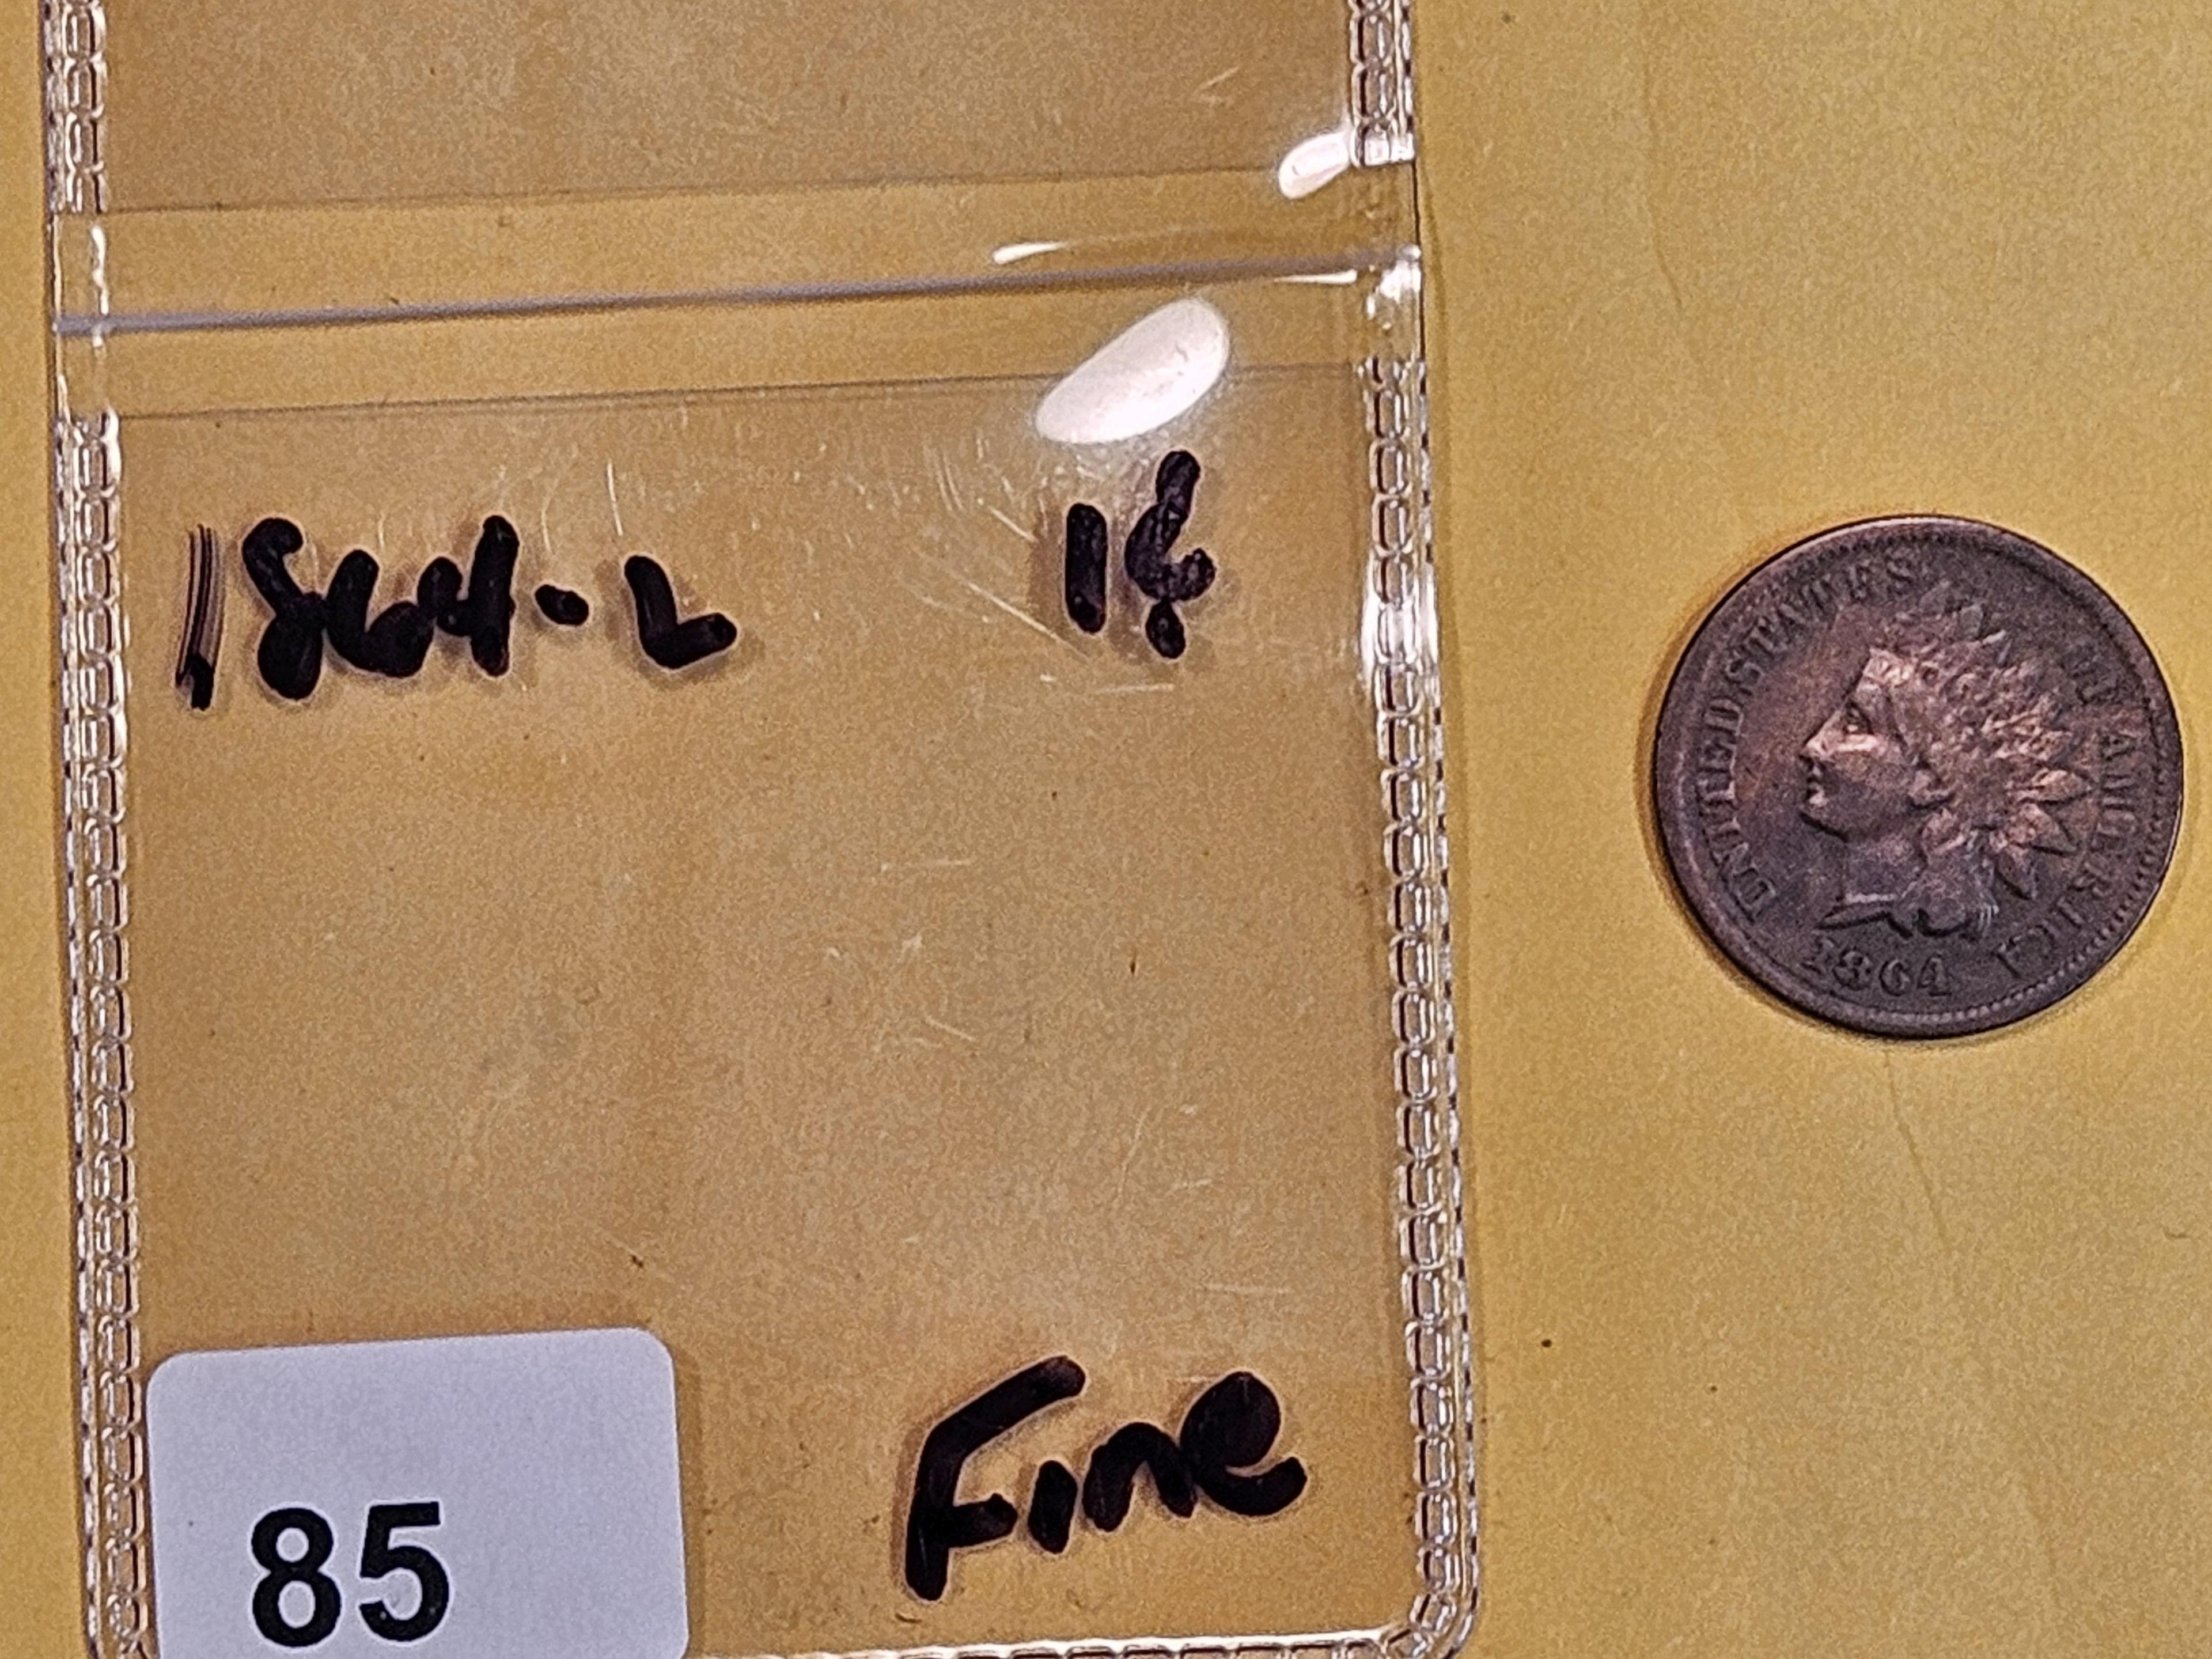 1864-L 1¢
Fine
85
UNITED STATES OF AMERICA
1864